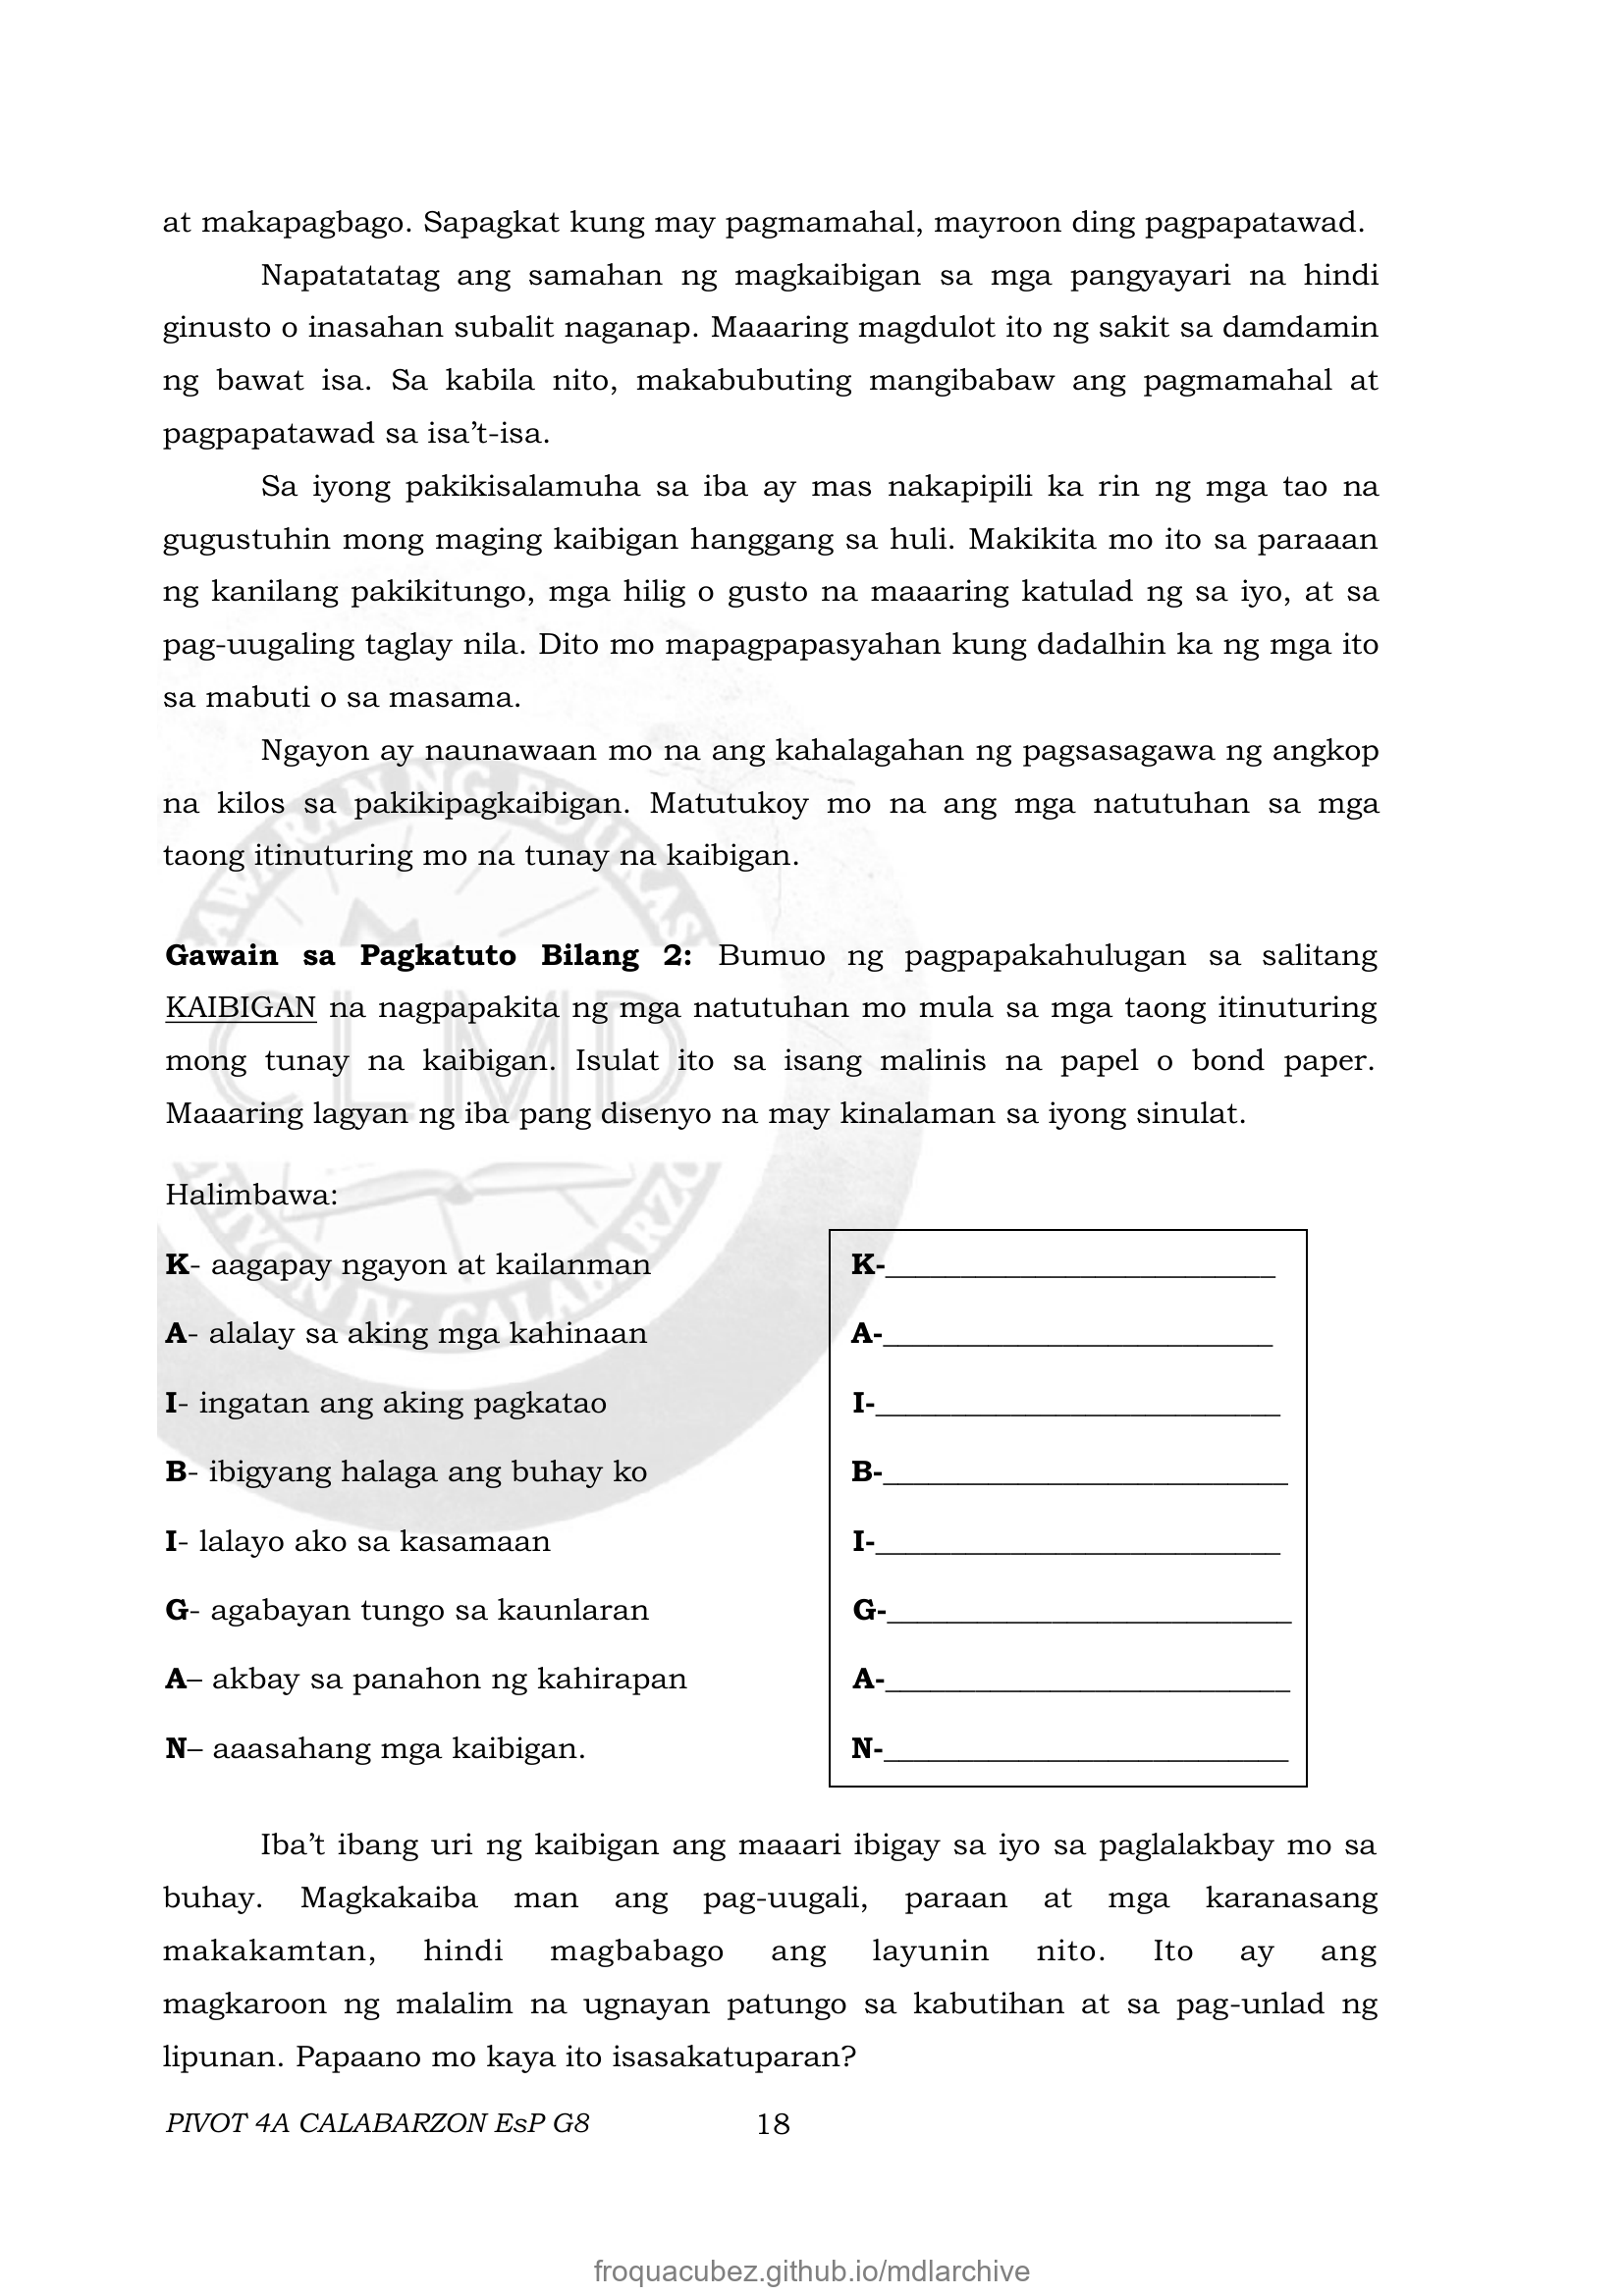 at makapagbago. Sapagkat kung may pagmamahal, mayroon ding pagpapatawad.
Napatatatag ang samahan ng magkaibigan sa mga pangyayari na hindi
ginusto o inasahan subalit naganap. Maaaring magdulot ito ng sakit sa damdamin
ng bawat isa. Sa kabila nito, makabubuting mangibabaw ang pagmamahal at
pagpapatawad sa isa't-isa.
Sa iyong pakikisalamuha sa iba ay mas nakapipili ka rin ng mga tao na
gugustuhin mong maging kaibigan hanggang sa huli. Makikita mo ito sa paraaan
ng kanilang pakikitungo, mga hilig o gusto na maaaring katulad ng sa iyo, at sa
pag-uugaling taglay nila. Dito mo mapagpapasyahan kung dadalhin ka ng mga ito
sa mabuti o sa masama.
Ngayon ay naunawaan mo na ang kahalagahan ng pagsasagawa ng angkop
na kilos sa pakikipagkaibigan. Matutukoy mo na ang mga natutuhan sa mga
taong itinuturing mo na tunay na kaibigan.
Gawain sa Pagkatuto Bilang 2: Bumuo ng pagpapakahulugan sa salitang
KAIBIGAN na nagpapakita ng mga natutuhan mo mula sa mga taong itinuturing
mong tunay na kaibigan. Isulat ito sa isang malinis na papel o bond paper.
Maaaring lagyan ng iba pang disenyo na may kinalaman sa iyong sinulat.
Halimbawa:
K- aagapay ngayon at kailanman
A- alalay sa aking mga kahinaan
I- ingatan ang aking pagkatao
B- ibigyang halaga ang buhay ko
I- lalayo ako sa kasamaan
G- agabayan tungo sa kaunlaran
A– akbay sa panahon ng kahirapan
N– aaasahang mga kaibigan.
K-__________________________
A-__________________________
I-___________________________
B-___________________________
I-___________________________
G-___________________________
A-___________________________
N-___________________________
Iba't ibang uri ng kaibigan ang maaari ibigay sa iyo sa paglalakbay mo sa
buhay. Magkakaiba man ang pag-uugali, paraan at mga karanasang
makakamtan, hindi magbabago ang layunin nito. Ito ay ang
magkaroon ng malalim na ugnayan patungo sa kabutihan at sa pag-unlad ng
lipunan. Papaano mo kaya ito isasakatuparan?
PIVOT 4A CALABARZON EsP G8 18
froquacubez.github.io/mdlarchive
CLMD